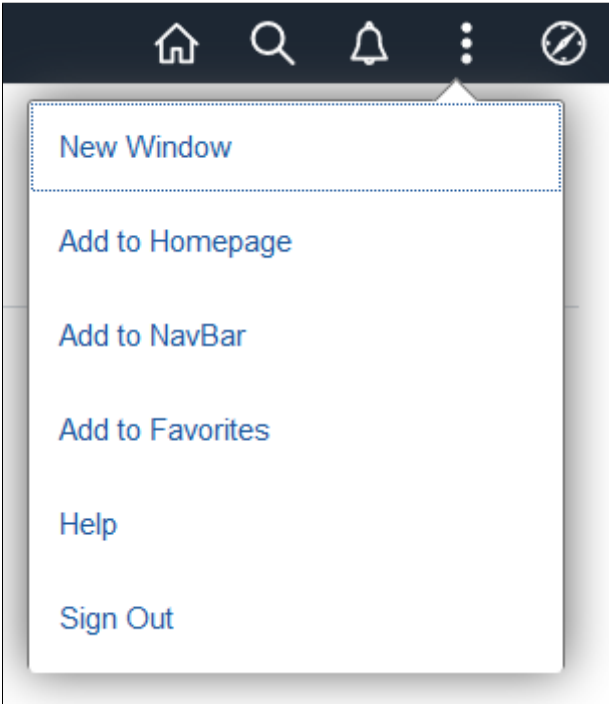 New Window
Add to Homepage
Add to NavBar
Add to Favorites
Help
Sign Out